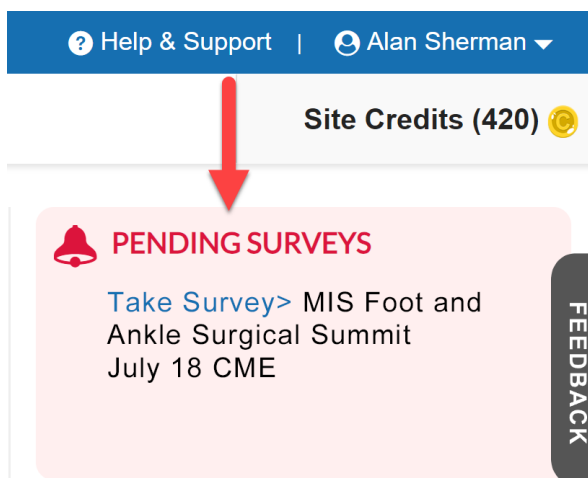 Help & Support | Alan Sherman
Site Credits (420)
PENDING SURVEYS
Take Survey> MIS Foot and
Ankle Surgical Summit
July 18 CME
FEEDBACK